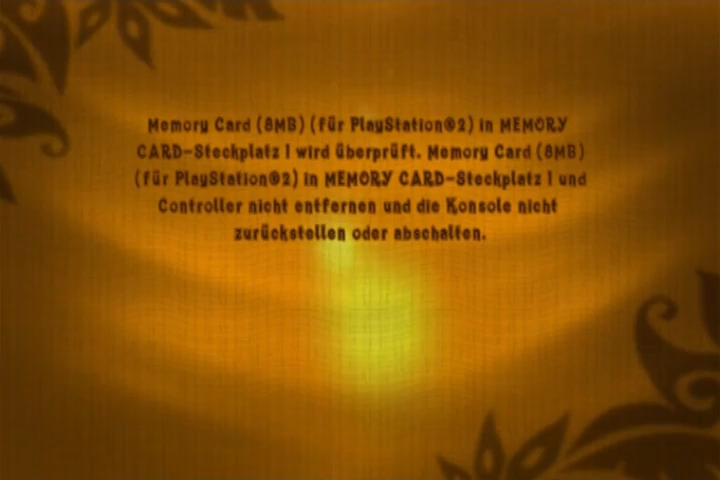 Memory Card (8MB) (für PlayStation®2) in MEMORY
CARD-Steckplatz 1 wird überprüft. Memory Card (8MB)
(für PlayStation®2) in MEMORY CARD-Steckplatz 1 und
Controller nicht entfernen und die Konsole nicht
zurückstellen oder abschalten.